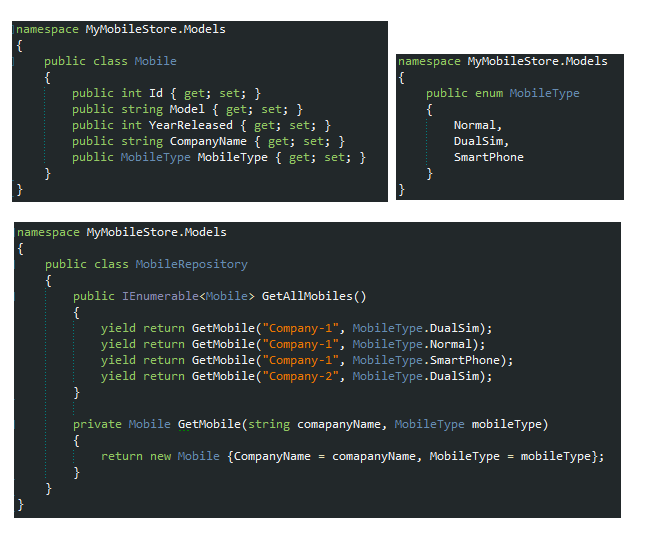 namespace MyMobileStore.Models
{
    public class Mobile
    {
        public int Id { get; set; }
        public string Model { get; set; }
        public int YearReleased { get; set; }
        public string CompanyName { get; set; }
        public MobileType MobileType { get; set; }
    }
}
namespace MyMobileStore.Models
{
    public enum MobileType
    {
        Normal,
        DualSim,
        SmartPhone
    }
}
namespace MyMobileStore.Models
{
    public class MobileRepository
    {
        public IEnumerable<Mobile> GetAllMobiles()
        {
            yield return GetMobile("Company-1", MobileType.DualSim);
            yield return GetMobile("Company-1", MobileType.Normal);
            yield return GetMobile("Company-1", MobileType.SmartPhone);
            yield return GetMobile("Company-2", MobileType.DualSim);
        }
        private Mobile GetMobile(string comapanyName, MobileType mobileType)
        {
            return new Mobile {CompanyName = comapanyName, MobileType = mobileType};
        }
    }
}